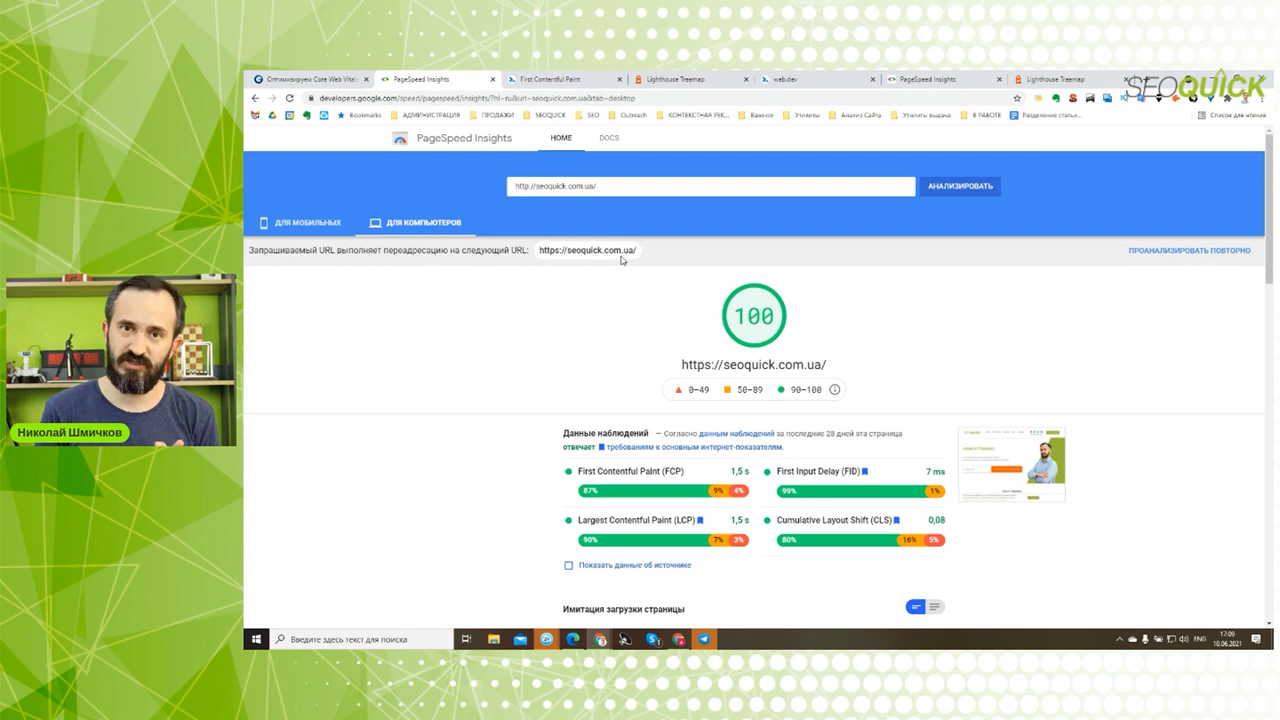 Оптимизируем Core Web Vital
PageSpeed Insights
First Contentful Paint
Lighthouse Treemap
web.dev
PageSpeed Insights
Lighthouse Treemap
SEOQUICK
developers.google.com/speed/pagespeed/insights/?hl=ru&url=seoquick.com.ua&tab=desktop
Bookmarks
АДМИНИСТРАЦИЯ
ПРОДАЖИ
SEOQUICK
SEO
Outreach
КОНТЕКСТНАЯ РЕК...
Важное
Утилиты
Анализ Сайта
Утилиты выдача
В РАБОТЕ
Разделение статьи...
Список для чтения
PageSpeed Insights
HOME
DOCS
http://seoquick.com.ua/
АНАЛИЗИРОВАТЬ
ДЛЯ МОБИЛЬНЫХ
ДЛЯ КОМПЬЮТЕРОВ
Запрашиваемый URL выполняет переадресацию на следующий URL: https://seoquick.com.ua/
ПРОАНАЛИЗИРОВАТЬ ПОВТОРНО
100
https://seoquick.com.ua/
0–49 50–89 90–100
Данные наблюдений — Согласно данным наблюдений за последние 28 дней эта страница
отвечает требованиям к основным интернет-показателям.
First Contentful Paint (FCP) 1,5 s
87% 9% 4%
First Input Delay (FID) 7 ms
99% 1%
Largest Contentful Paint (LCP) 1,5 s
90% 7% 3%
Cumulative Layout Shift (CLS) 0,08
80% 16% 5%
Показать данные об источнике
Имитация загрузки страницы
Николай Шмичков
Введите здесь текст для поиска
ENG
17:09
10.06.2021